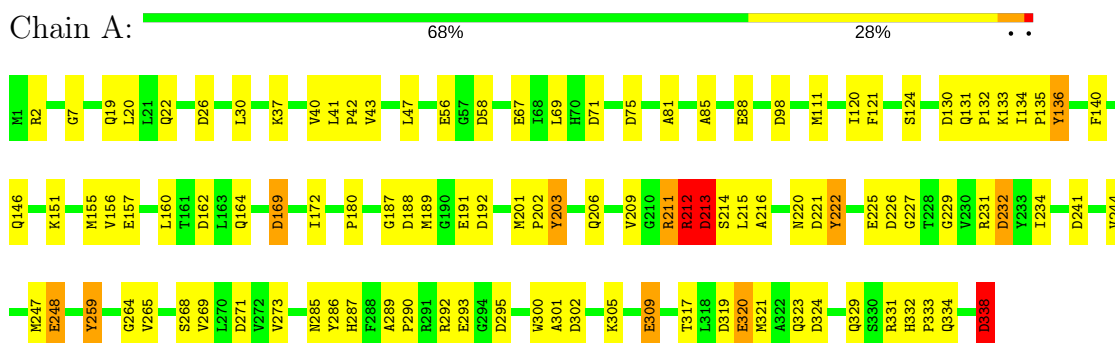 Chain A:
68% 28% • •
M1 R2 G7 Q19 L20 L21 Q22 D26 L30 K37 V40 L41 P42 V43 L47 E56 G57 D58 E67 I68 L69 H70 D71 D75 A81 A85 E88 D98 M111 I120 F121 S124 D130 Q131 P132 K133 I134 P135 Y136 F140
Q146 K151 M155 V156 E157 L160 T161 D162 L163 Q164 D169 I172 P180 G187 D188 M189 G190 E191 D192 M201 P202 Y203 Q206 V209 G210 R211 R212 D213 S214 L215 A216 N220 D221 Y222 E225 D226 G227 T228 G229 V230 R231 D232 Y233 I234 D241
M247 E248 Y259 G264 V265 S268 V269 L270 D271 V272 V273 N285 Y286 H287 F288 A289 P290 R291 R292 E293 G294 D295 W300 A301 D302 K305 E309 T317 L318 D319 E320 M321 A322 Q323 D324 Q329 S330 R331 H332 P333 Q334 D338